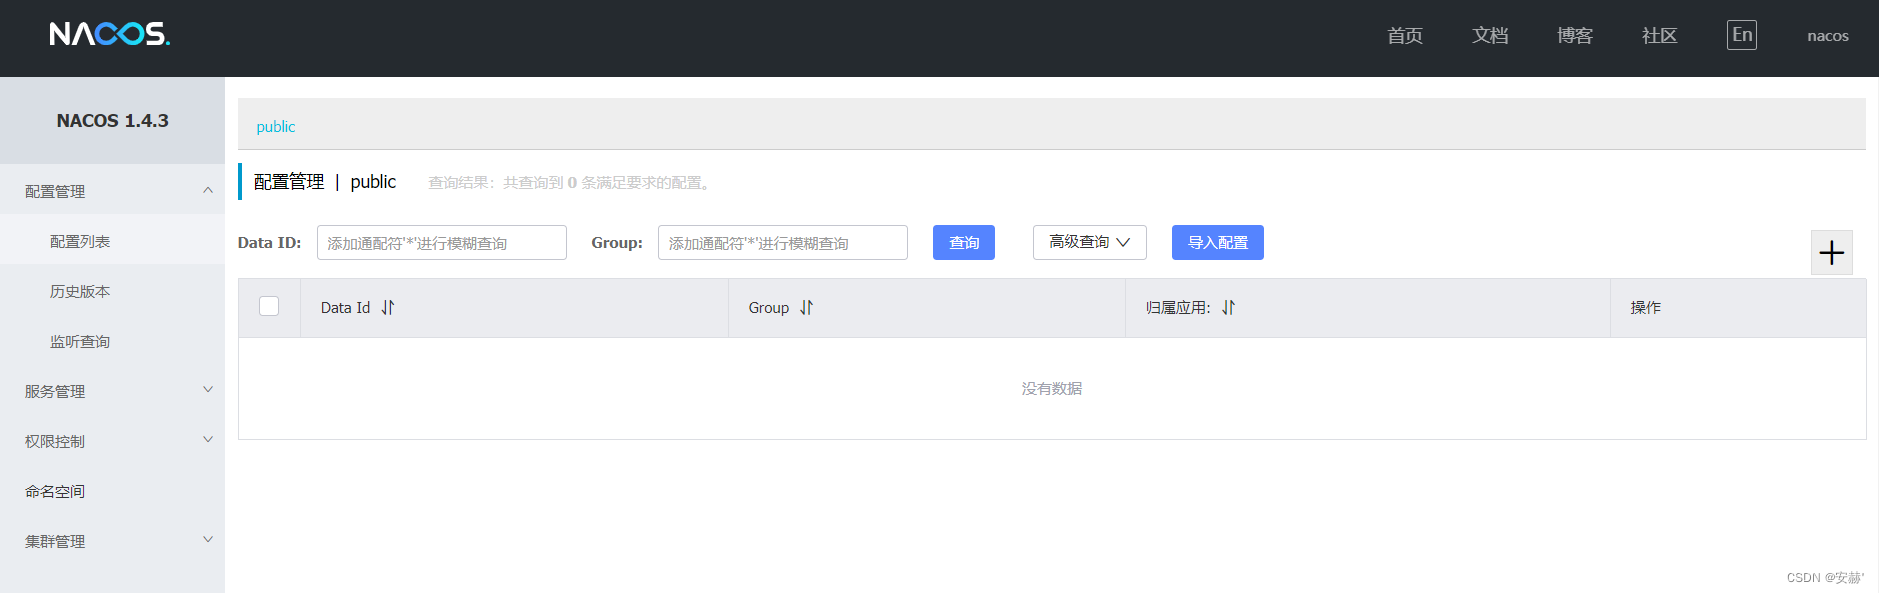 NACOS.
首页 文档 博客 社区 En nacos
NACOS 1.4.3
配置管理
配置列表
历史版本
监听查询
服务管理
权限控制
命名空间
集群管理
public
配置管理 | public 查询结果：共查询到 0 条满足要求的配置。
Data ID: 添加通配符'*'进行模糊查询 Group: 添加通配符'*'进行模糊查询 查询 高级查询 导入配置
Data Id Group 归属应用: 操作
没有数据
CSDN @安赫'